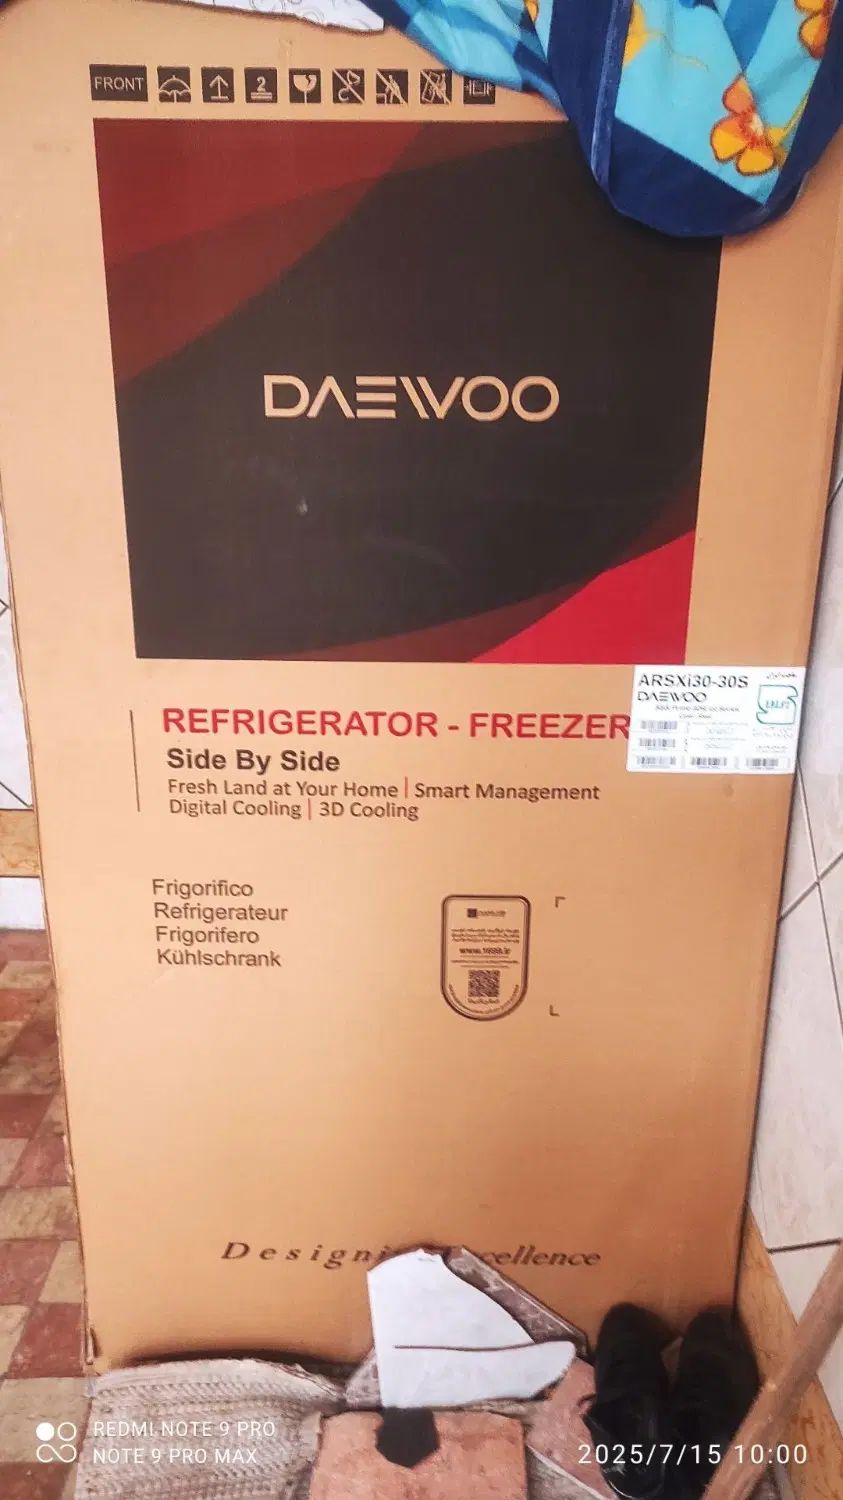 FRONT
2
DAEWOO
ARSXi30-30S
DAEWOO
REFRIGERATOR - FREEZER
Side By Side
Fresh Land at Your Home | Smart Management
Digital Cooling | 3D Cooling
Frigorifico
Refrigerateur
Frigorifero
Kühlschrank
Designi cellence
REDMI NOTE 9 PRO
NOTE 9 PRO MAX
2025/7/15 10:00